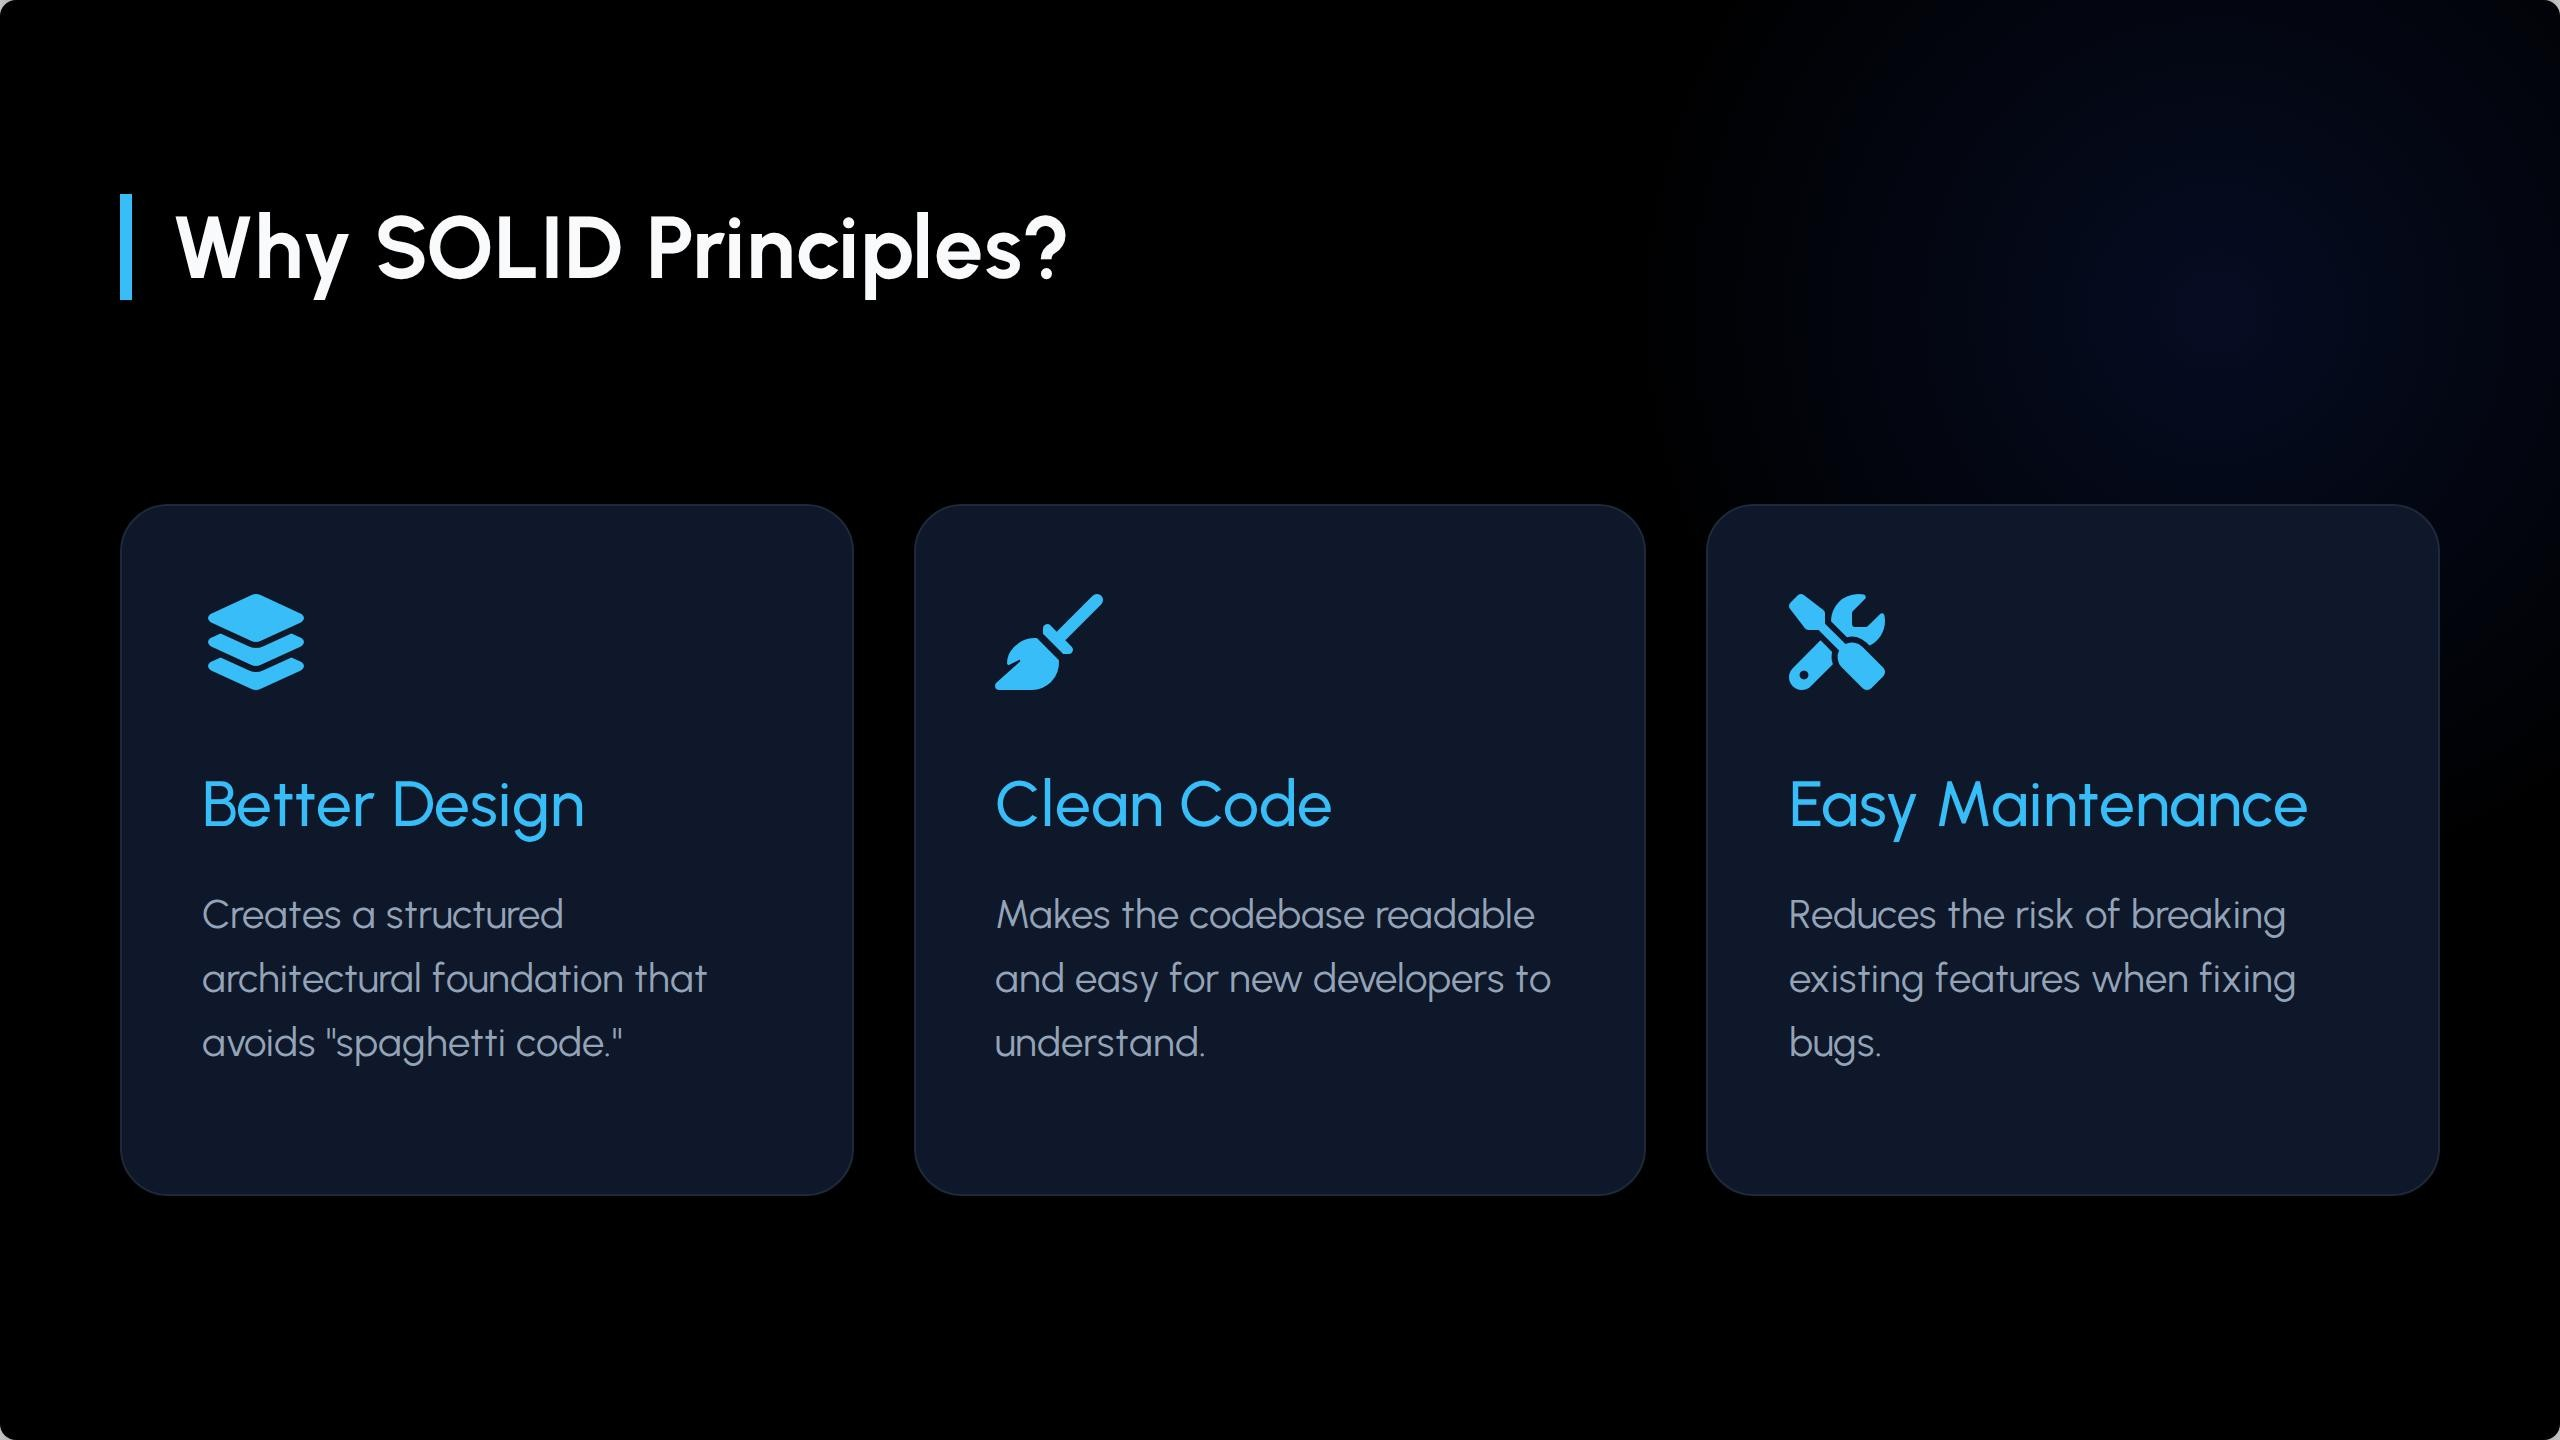 Why SOLID Principles?
Better Design
Creates a structured
architectural foundation that
avoids "spaghetti code."
Clean Code
Makes the codebase readable
and easy for new developers to
understand.
Easy Maintenance
Reduces the risk of breaking
existing features when fixing
bugs.